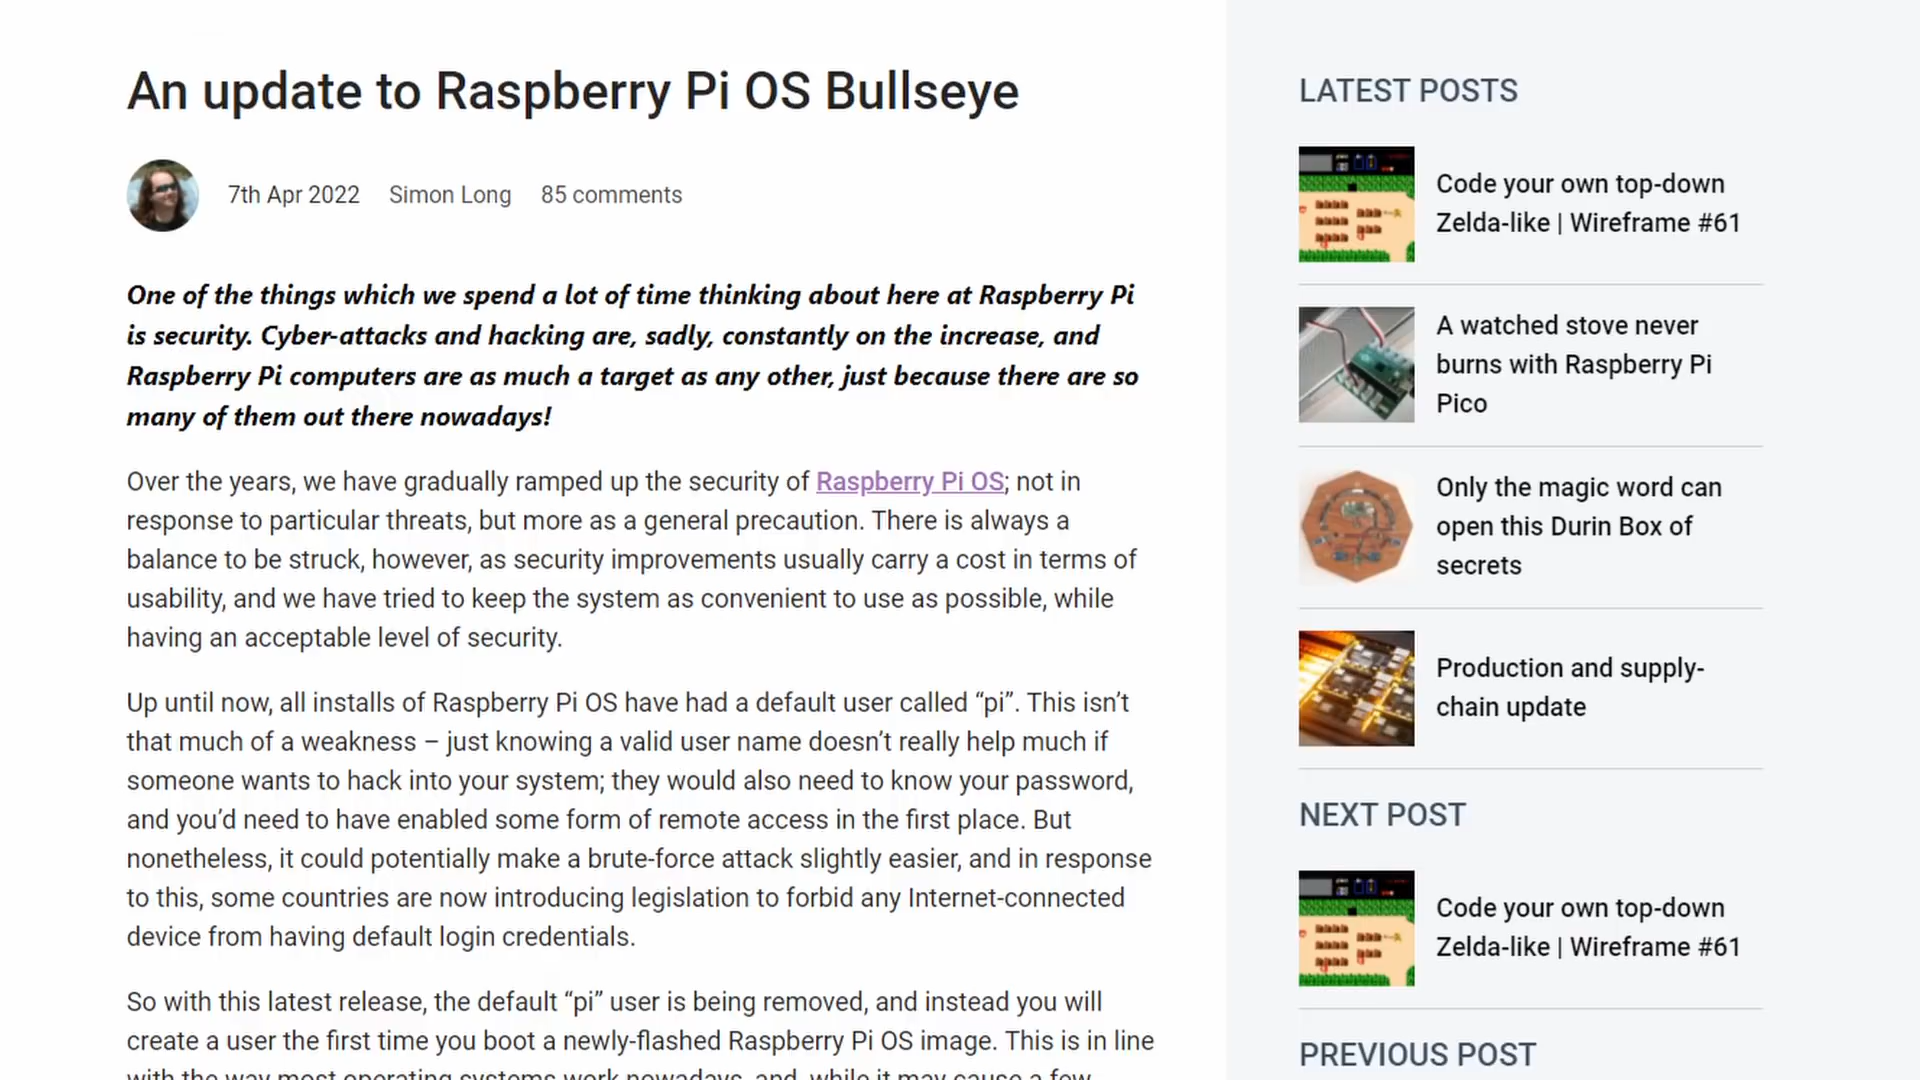 An update to Raspberry Pi OS Bullseye
7th Apr 2022 Simon Long 85 comments
One of the things which we spend a lot of time thinking about here at Raspberry Pi
is security. Cyber-attacks and hacking are, sadly, constantly on the increase, and
Raspberry Pi computers are as much a target as any other, just because there are so
many of them out there nowadays!
Over the years, we have gradually ramped up the security of Raspberry Pi OS; not in
response to particular threats, but more as a general precaution. There is always a
balance to be struck, however, as security improvements usually carry a cost in terms of
usability, and we have tried to keep the system as convenient to use as possible, while
having an acceptable level of security.
Up until now, all installs of Raspberry Pi OS have had a default user called “pi”. This isn’t
that much of a weakness – just knowing a valid user name doesn’t really help much if
someone wants to hack into your system; they would also need to know your password,
and you’d need to have enabled some form of remote access in the first place. But
nonetheless, it could potentially make a brute-force attack slightly easier, and in response
to this, some countries are now introducing legislation to forbid any Internet-connected
device from having default login credentials.
So with this latest release, the default “pi” user is being removed, and instead you will
create a user the first time you boot a newly-flashed Raspberry Pi OS image. This is in line
with the way most operating systems work nowadays, and, while it may cause a few
LATEST POSTS
Code your own top-down
Zelda-like | Wireframe #61
A watched stove never
burns with Raspberry Pi
Pico
Only the magic word can
open this Durin Box of
secrets
Production and supply-
chain update
NEXT POST
Code your own top-down
Zelda-like | Wireframe #61
PREVIOUS POST